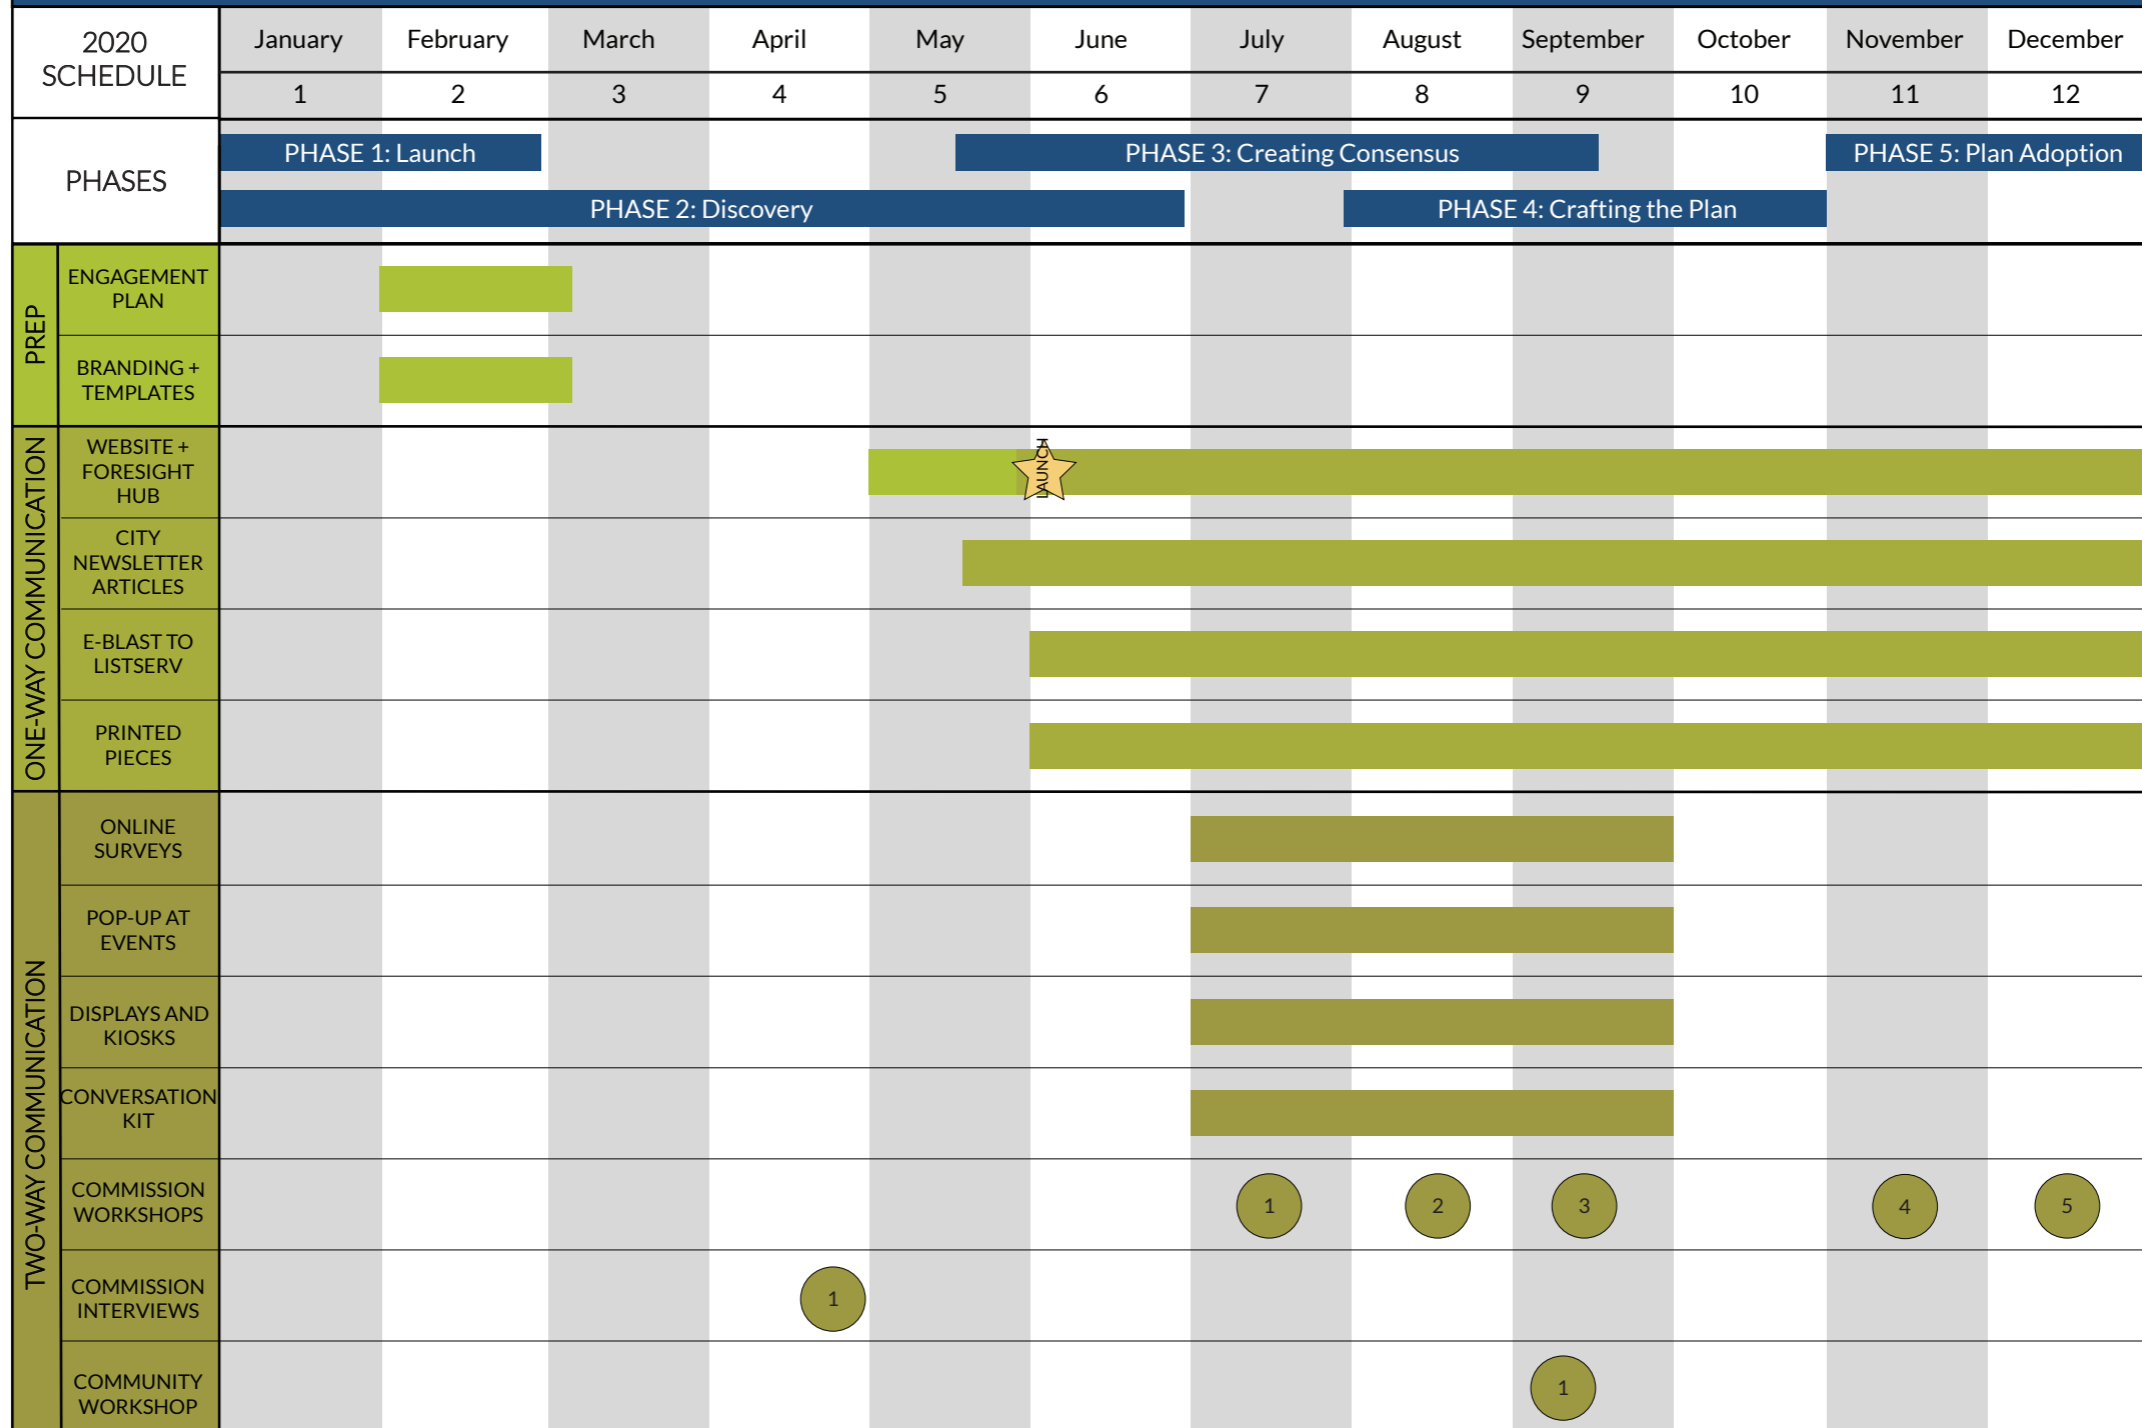 2020
SCHEDULE
January
February
March
April
May
June
July
August
September
October
November
December
1
2
3
4
5
6
7
8
9
10
11
12
PHASES
PHASE 1: Launch
PHASE 3: Creating Consensus
PHASE 5: Plan Adoption
PHASE 2: Discovery
PHASE 4: Crafting the Plan
PREP
ENGAGEMENT
PLAN
BRANDING +
TEMPLATES
ONE-WAY COMMUNICATION
WEBSITE +
FORESIGHT
HUB
LAUNCH
CITY
NEWSLETTER
ARTICLES
E-BLAST TO
LISTSERV
PRINTED
PIECES
TWO-WAY COMMUNICATION
ONLINE
SURVEYS
POP-UP AT
EVENTS
DISPLAYS AND
KIOSKS
CONVERSATION
KIT
COMMISSION
WORKSHOPS
1
2
3
4
5
COMMISSION
INTERVIEWS
1
COMMUNITY
WORKSHOP
1